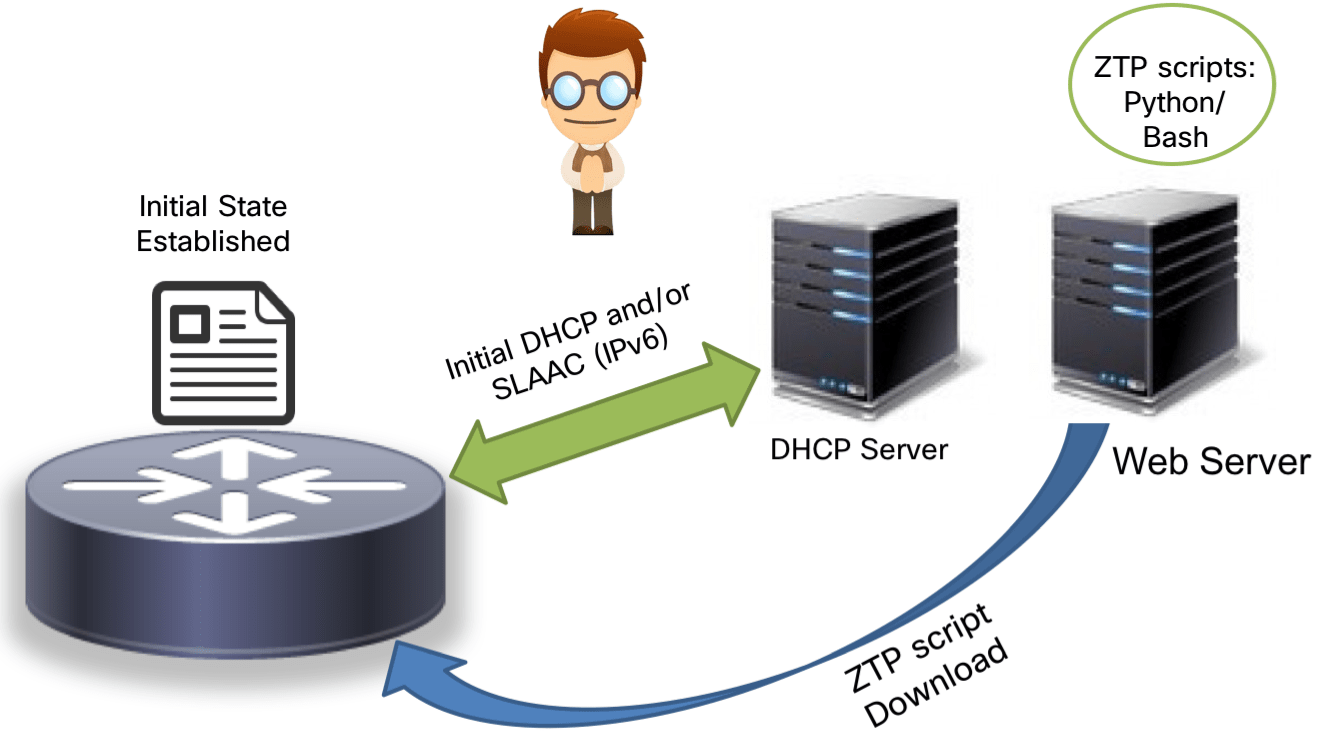 ZTP scripts:
Python/
Bash
Initial State
Established
Initial DHCP and/or
SLAAC (IPv6)
DHCP Server
Web Server
ZTP script
Download